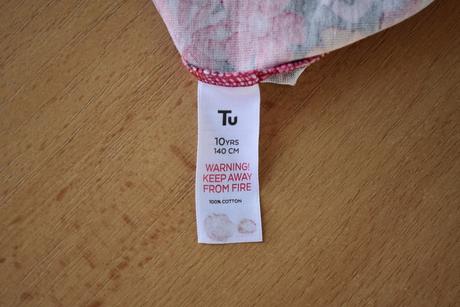 Tu
10YRS
140 CM
WARNING!
KEEP AWAY
FROM FIRE
100% COTTON